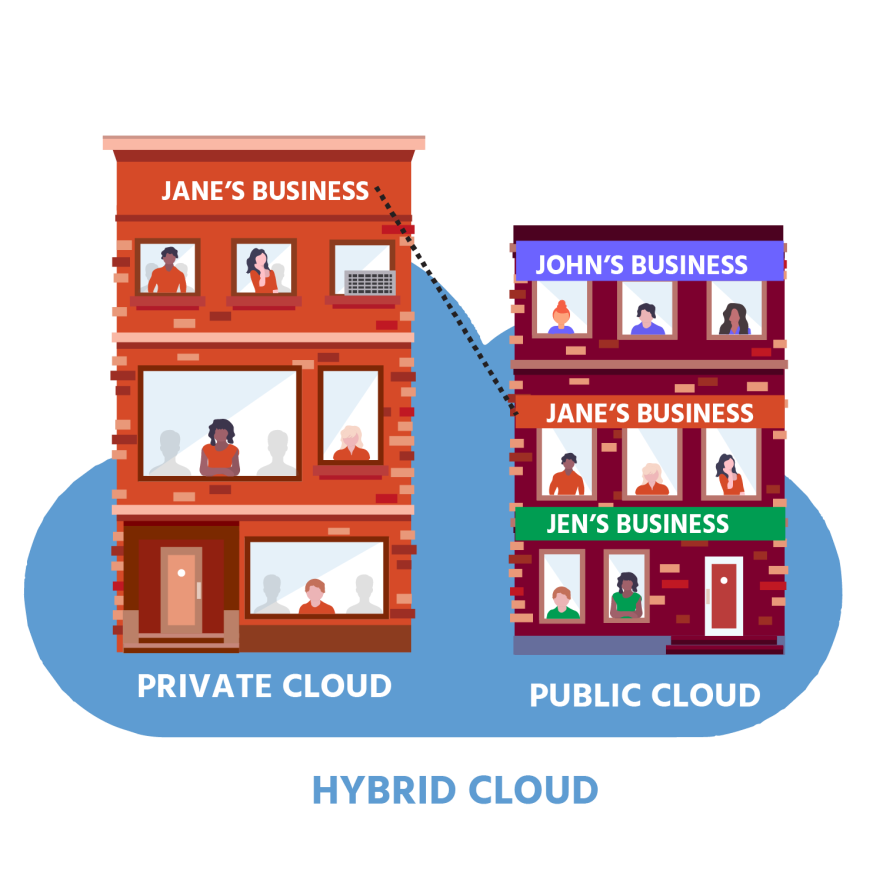 JANE'S BUSINESS
JOHN'S BUSINESS
JANE'S BUSINESS
JEN'S BUSINESS
PRIVATE CLOUD
PUBLIC CLOUD
HYBRID CLOUD